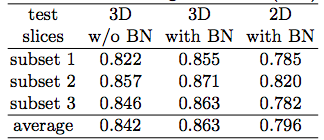 test 3D 3D 2D
slices w/o BN with BN with BN
subset 1 0.822 0.855 0.785
subset 2 0.857 0.871 0.820
subset 3 0.846 0.863 0.782
average 0.842 0.863 0.796